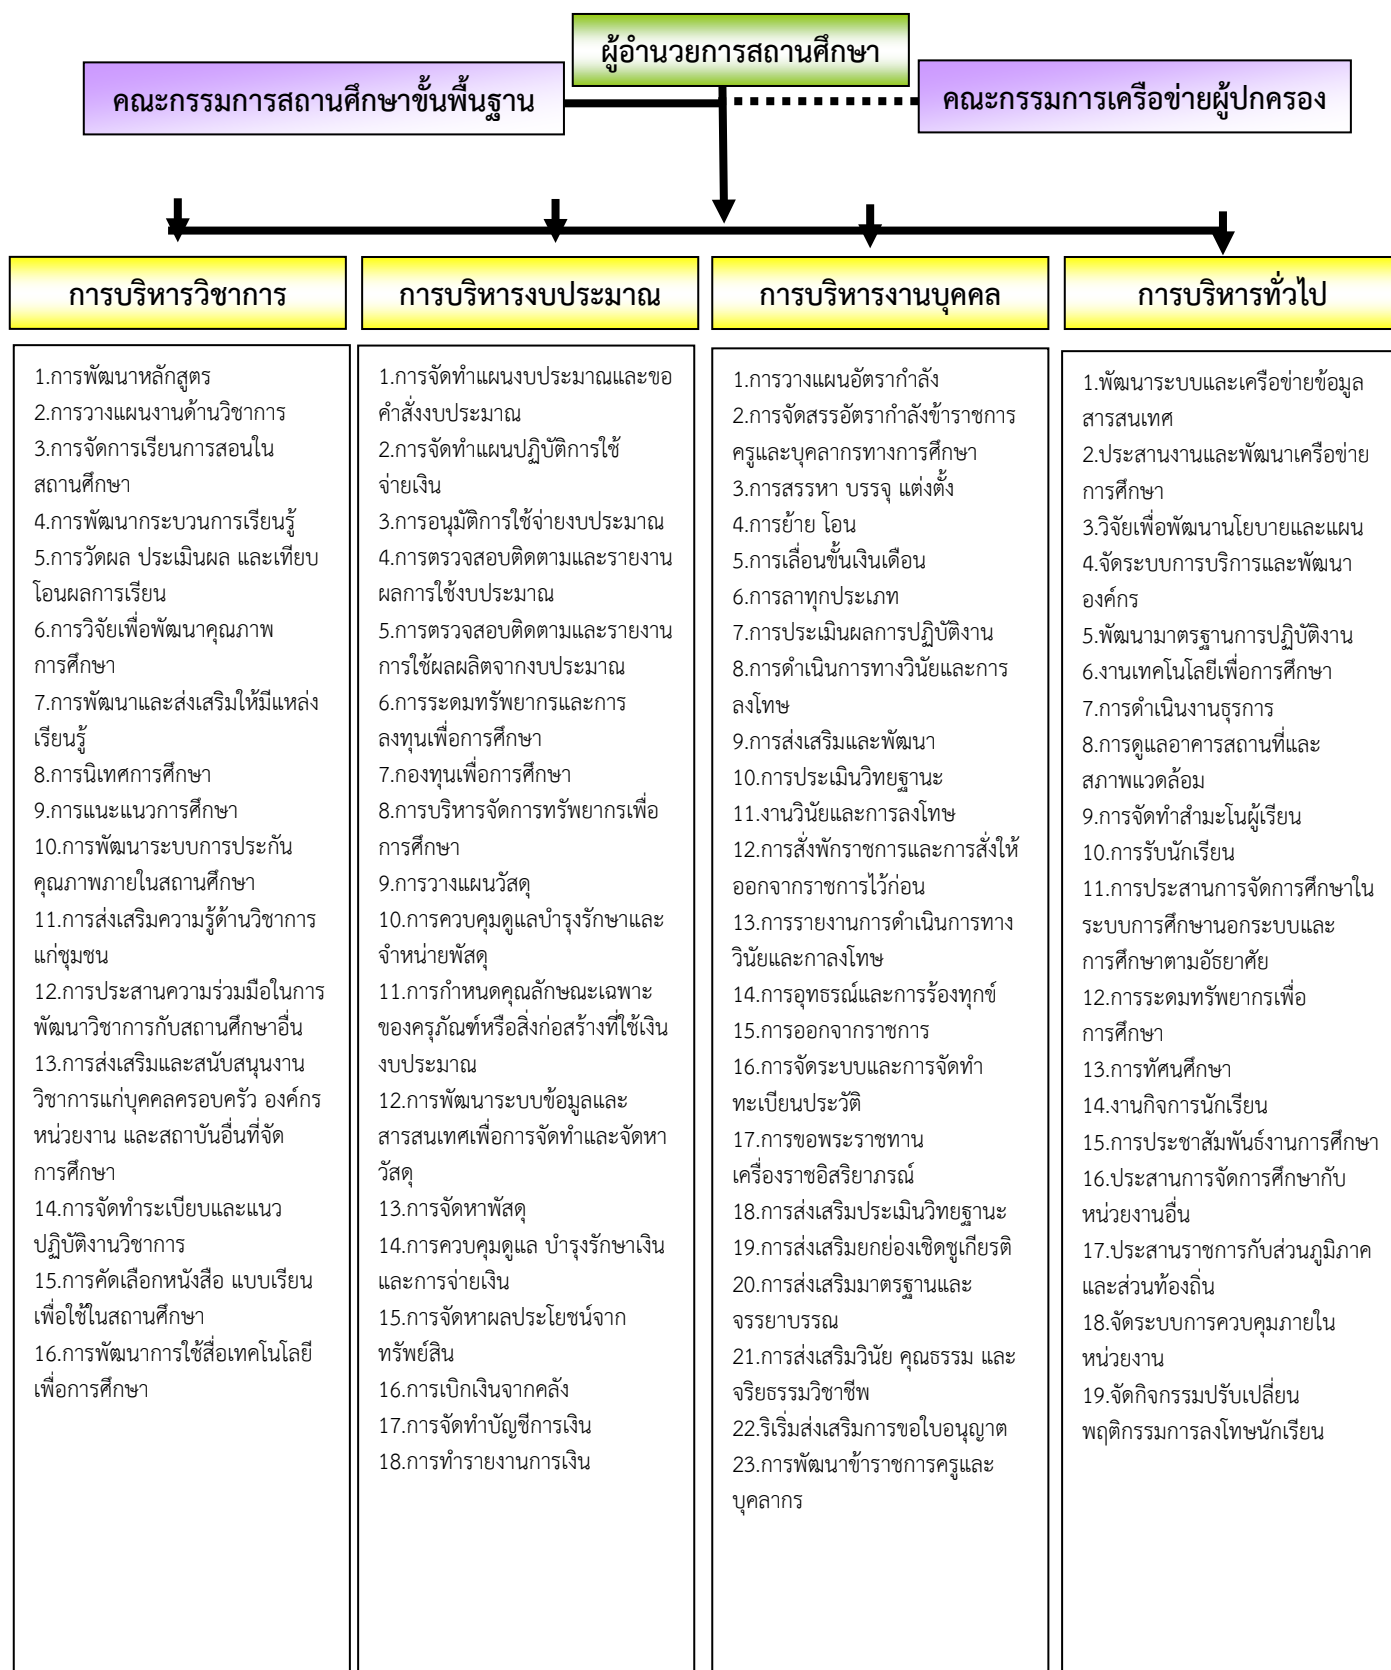 ผู้อำนวยการสถานศึกษา
คณะกรรมการสถานศึกษาขั้นพื้นฐาน
คณะกรรมการเครือข่ายผู้ปกครอง
การบริหารวิชาการ
การบริหารงบประมาณ
การบริหารงานบุคคล
การบริหารทั่วไป
1.การพัฒนาหลักสูตร
2.การวางแผนงานด้านวิชาการ
3.การจัดการเรียนการสอนใน
สถานศึกษา
4.การพัฒนากระบวนการเรียนรู้
5.การวัดผล ประเมินผล และเทียบ
โอนผลการเรียน
6.การวิจัยเพื่อพัฒนาคุณภาพ
การศึกษา
7.การพัฒนาและส่งเสริมให้มีแหล่ง
เรียนรู้
8.การนิเทศการศึกษา
9.การแนะแนวการศึกษา
10.การพัฒนาระบบการประกัน
คุณภาพภายในสถานศึกษา
11.การส่งเสริมความรู้ด้านวิชาการ
แก่ชุมชน
12.การประสานความร่วมมือในการ
พัฒนาวิชาการกับสถานศึกษาอื่น
13.การส่งเสริมและสนับสนุนงาน
วิชาการแก่บุคคลครอบครัว องค์กร
หน่วยงาน และสถาบันอื่นที่จัด
การศึกษา
14.การจัดทำระเบียบและแนว
ปฏิบัติงานวิชาการ
15.การคัดเลือกหนังสือ แบบเรียน
เพื่อใช้ในสถานศึกษา
16.การพัฒนาการใช้สื่อเทคโนโลยี
เพื่อการศึกษา
1.การจัดทำแผนงบประมาณและขอ
คำสั่งงบประมาณ
2.การจัดทำแผนปฏิบัติการใช้
จ่ายเงิน
3.การอนุมัติการใช้จ่ายงบประมาณ
4.การตรวจสอบติดตามและรายงาน
ผลการใช้งบประมาณ
5.การตรวจสอบติดตามและรายงาน
การใช้ผลผลิตจากงบประมาณ
6.การระดมทรัพยากรและการ
ลงทุนเพื่อการศึกษา
7.กองทุนเพื่อการศึกษา
8.การบริหารจัดการทรัพยากรเพื่อ
การศึกษา
9.การวางแผนวัสดุ
10.การควบคุมดูแลบำรุงรักษาและ
จำหน่ายพัสดุ
11.การกำหนดคุณลักษณะเฉพาะ
ของครุภัณฑ์หรือสิ่งก่อสร้างที่ใช้เงิน
งบประมาณ
12.การพัฒนาระบบข้อมูลและ
สารสนเทศเพื่อการจัดทำและจัดหา
วัสดุ
13.การจัดหาพัสดุ
14.การควบคุมดูแล บำรุงรักษาเงิน
และการจ่ายเงิน
15.การจัดหาผลประโยชน์จาก
ทรัพย์สิน
16.การเบิกเงินจากคลัง
17.การจัดทำบัญชีการเงิน
18.การทำรายงานการเงิน
1.การวางแผนอัตรากำลัง
2.การจัดสรรอัตรากำลังข้าราชการ
ครูและบุคลากรทางการศึกษา
3.การสรรหา บรรจุ แต่งตั้ง
4.การย้าย โอน
5.การเลื่อนขั้นเงินเดือน
6.การลาทุกประเภท
7.การประเมินผลการปฏิบัติงาน
8.การดำเนินการทางวินัยและการ
ลงโทษ
9.การส่งเสริมและพัฒนา
10.การประเมินวิทยฐานะ
11.งานวินัยและการลงโทษ
12.การสั่งพักราชการและการสั่งให้
ออกจากราชการไว้ก่อน
13.การรายงานการดำเนินการทาง
วินัยและกาลงโทษ
14.การอุทธรณ์และการร้องทุกข์
15.การออกจากราชการ
16.การจัดระบบและการจัดทำ
ทะเบียนประวัติ
17.การขอพระราชทาน
เครื่องราชอิสริยาภรณ์
18.การส่งเสริมประเมินวิทยฐานะ
19.การส่งเสริมยกย่องเชิดชูเกียรติ
20.การส่งเสริมมาตรฐานและ
จรรยาบรรณ
21.การส่งเสริมวินัย คุณธรรม และ
จริยธรรมวิชาชีพ
22.ริเริ่มส่งเสริมการขอใบอนุญาต
23.การพัฒนาข้าราชการครูและ
บุคลากร
1.พัฒนาระบบและเครือข่ายข้อมูล
สารสนเทศ
2.ประสานงานและพัฒนาเครือข่าย
การศึกษา
3.วิจัยเพื่อพัฒนานโยบายและแผน
4.จัดระบบการบริการและพัฒนา
องค์กร
5.พัฒนามาตรฐานการปฏิบัติงาน
6.งานเทคโนโลยีเพื่อการศึกษา
7.การดำเนินงานธุรการ
8.การดูแลอาคารสถานที่และ
สภาพแวดล้อม
9.การจัดทำสำมะโนผู้เรียน
10.การรับนักเรียน
11.การประสานการจัดการศึกษาใน
ระบบการศึกษานอกระบบและ
การศึกษาตามอัธยาศัย
12.การระดมทรัพยากรเพื่อ
การศึกษา
13.การทัศนศึกษา
14.งานกิจการนักเรียน
15.การประชาสัมพันธ์งานการศึกษา
16.ประสานการจัดการศึกษากับ
หน่วยงานอื่น
17.ประสานราชการกับส่วนภูมิภาค
และส่วนท้องถิ่น
18.จัดระบบการควบคุมภายใน
หน่วยงาน
19.จัดกิจกรรมปรับเปลี่ยน
พฤติกรรมการลงโทษนักเรียน